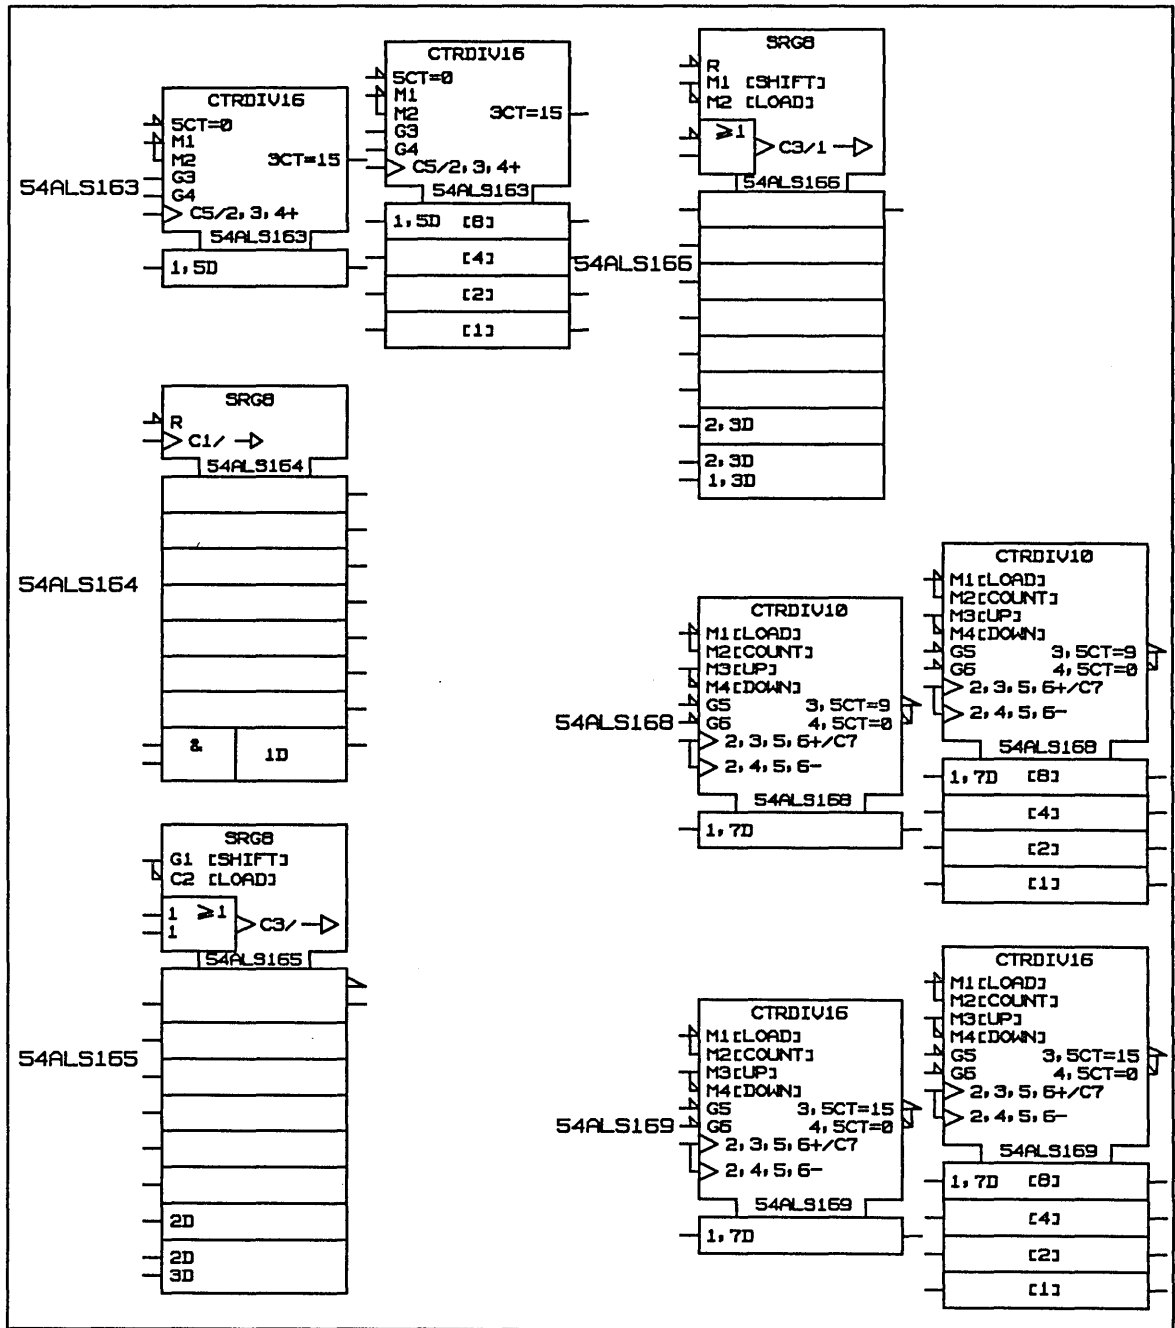 54ALS163
CTRDIV16
5CT=0
M1
M2
3CT=15
G3
G4
C5/2,3,4+
54ALS163
1,5D
CTRDIV16
5CT=0
M1
M2
3CT=15
G3
G4
C5/2,3,4+
54ALS163
1,5D [8]
[4]
[2]
[1]
54ALS166
SRG8
R
M1 [SHIFT]
M2 [LOAD]
≥1
C3/1
54ALS166
2,3D
2,3D
1,3D
54ALS164
SRG8
R
C1/
54ALS164
&
1D
54ALS168
CTRDIV10
M1[LOAD]
M2[COUNT]
M3[UP]
M4[DOWN]
G5 3,5CT=9
G6 4,5CT=0
2,3,5,6+/C7
2,4,5,6-
54ALS168
1,7D
CTRDIV10
M1[LOAD]
M2[COUNT]
M3[UP]
M4[DOWN]
G5 3,5CT=9
G6 4,5CT=0
2,3,5,6+/C7
2,4,5,6-
54ALS168
1,7D [8]
[4]
[2]
[1]
54ALS165
SRG8
G1 [SHIFT]
C2 [LOAD]
1 ≥1
1
C3/
54ALS165
2D
2D
3D
54ALS169
CTRDIV16
M1[LOAD]
M2[COUNT]
M3[UP]
M4[DOWN]
G5 3,5CT=15
G6 4,5CT=0
2,3,5,6+/C7
2,4,5,6-
54ALS169
1,7D
CTRDIV16
M1[LOAD]
M2[COUNT]
M3[UP]
M4[DOWN]
G5 3,5CT=15
G6 4,5CT=0
2,3,5,6+/C7
2,4,5,6-
54ALS169
1,7D [8]
[4]
[2]
[1]